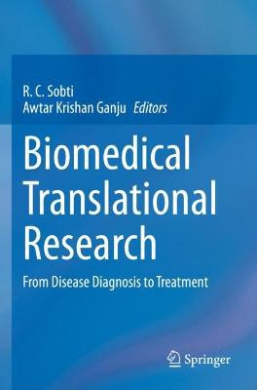 R. C. Sobti
Awtar Krishan Ganju Editors
Biomedical
Translational
Research
From Disease Diagnosis to Treatment
Springer